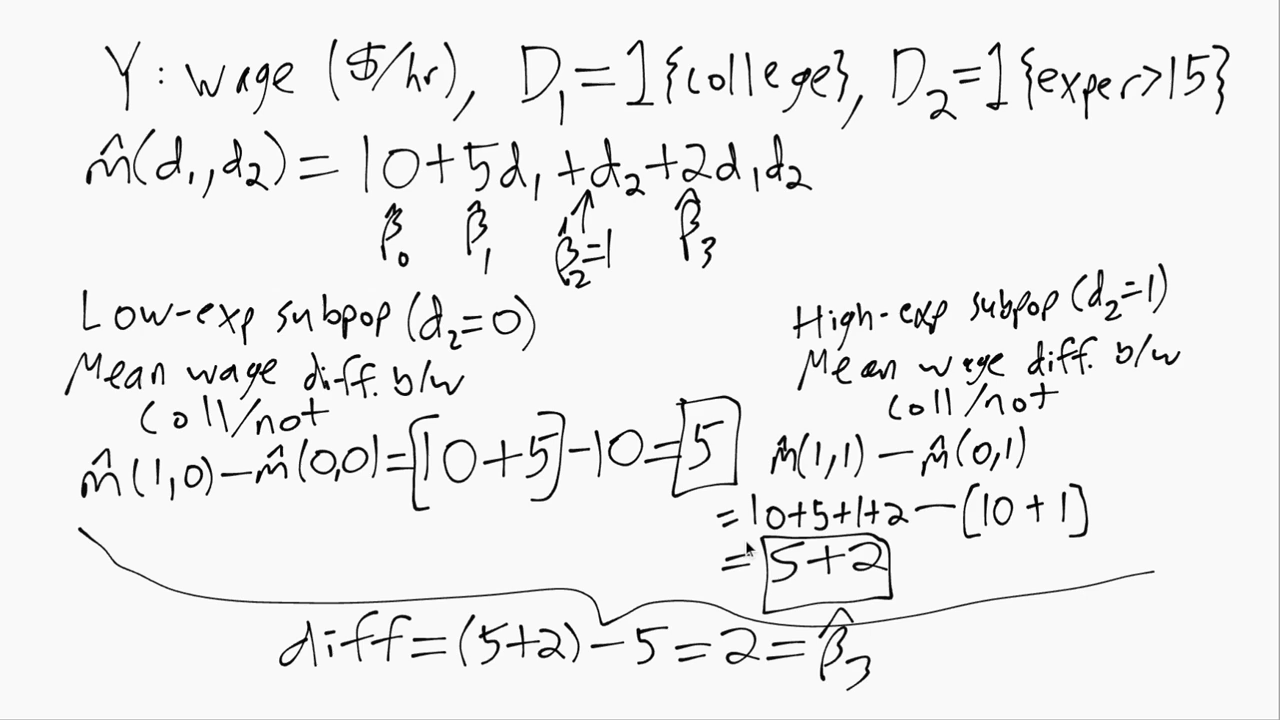 Y: wage ($/hr), D₁=1{college}, D₂=1{exper>15}
m̂(d₁,d₂)=10+5d₁+d₂+2d₁d₂
β̂₀ β̂₁ β̂₂=1 β̂₃
Low-exp subpop (d₂=0)
Mean wage diff. b/w
coll/not
m̂(1,0)-m̂(0,0)=[10+5]-10=5
High-exp subpop (d₂=1)
Mean wage diff. b/w
coll/not
m̂(1,1)-m̂(0,1)
=10+5+1+2-[10+1]
=5+2
diff=(5+2)-5=2=β̂₃